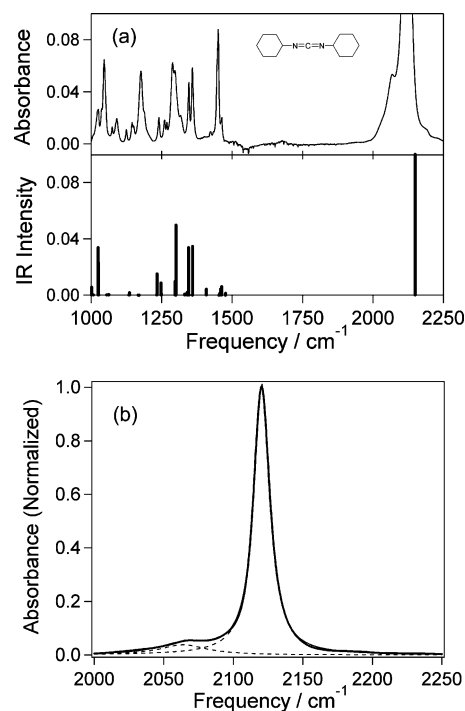 (a)
N=C=N
Absorbance
0.08
0.04
0.00
IR Intensity
0.08
0.04
0.00
1000 1250 1500 1750 2000 2250
Frequency / cm-1
(b)
Absorbance (Normalized)
1.0
0.8
0.6
0.4
0.2
0.0
2000 2050 2100 2150 2200 2250
Frequency / cm-1